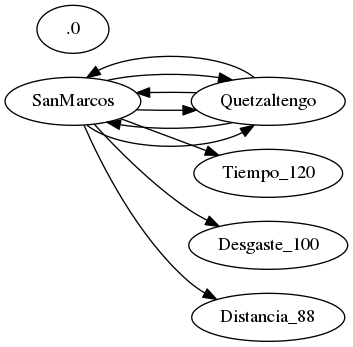 .0
SanMarcos
Quetzaltengo
Tiempo_120
Desgaste_100
Distancia_88